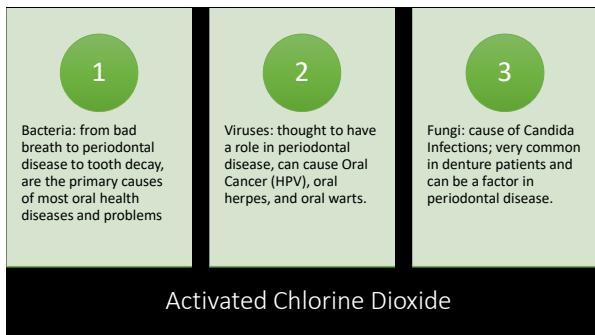 1
Bacteria: from bad
breath to periodontal
disease to tooth decay,
are the primary causes
of most oral health
diseases and problems
2
Viruses: thought to have
a role in periodontal
disease, can cause Oral
Cancer (HPV), oral
herpes, and oral warts.
3
Fungi: cause of Candida
Infections; very common
in denture patients and
can be a factor in
periodontal disease.
Activated Chlorine Dioxide